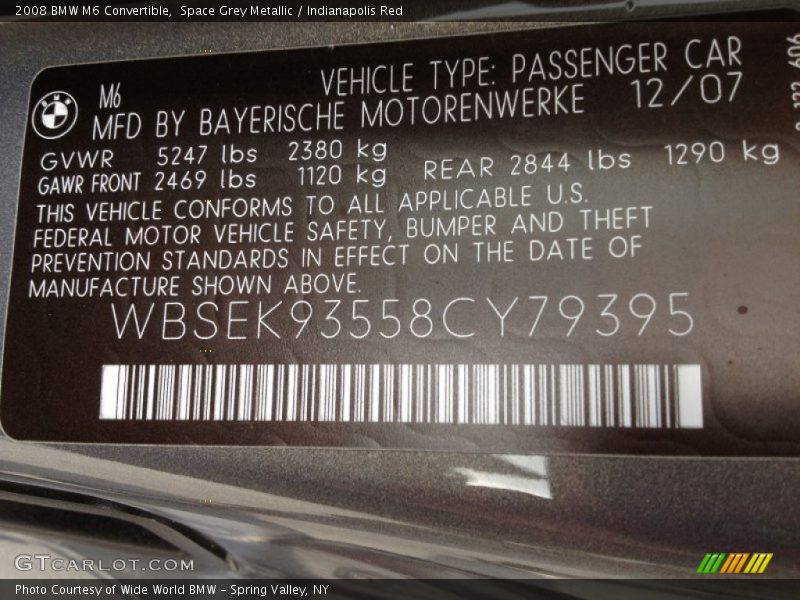 2008 BMW M6 Convertible,  Space Grey Metallic / Indianapolis Red
M6
VEHICLE TYPE: PASSENGER CAR
MFD BY BAYERISCHE MOTORENWERKE 12/07
GVWR 5247 lbs 2380 kg
GAWR FRONT 2469 lbs 1120 kg REAR 2844 lbs 1290 kg
THIS VEHICLE CONFORMS TO ALL APPLICABLE U.S.
FEDERAL MOTOR VEHICLE SAFETY, BUMPER AND THEFT
PREVENTION STANDARDS IN EFFECT ON THE DATE OF
MANUFACTURE SHOWN ABOVE.
WBSEK93558CY79395
GTCARLOT.COM
Photo Courtesy of Wide World BMW - Spring Valley, NY